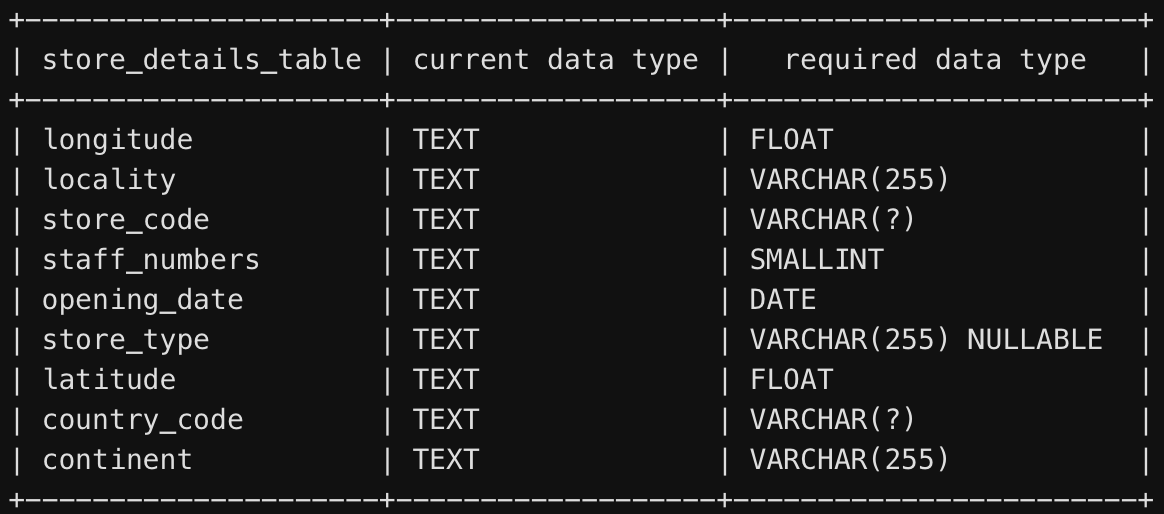 +---------------------+-------------------+------------------------+
| store_details_table | current data type |   required data type   |
+---------------------+-------------------+------------------------+
| longitude           | TEXT              | FLOAT                  |
| locality            | TEXT              | VARCHAR(255)           |
| store_code          | TEXT              | VARCHAR(?)             |
| staff_numbers       | TEXT              | SMALLINT               |
| opening_date        | TEXT              | DATE                   |
| store_type          | TEXT              | VARCHAR(255) NULLABLE  |
| latitude            | TEXT              | FLOAT                  |
| country_code        | TEXT              | VARCHAR(?)             |
| continent           | TEXT              | VARCHAR(255)           |
+---------------------+-------------------+------------------------+